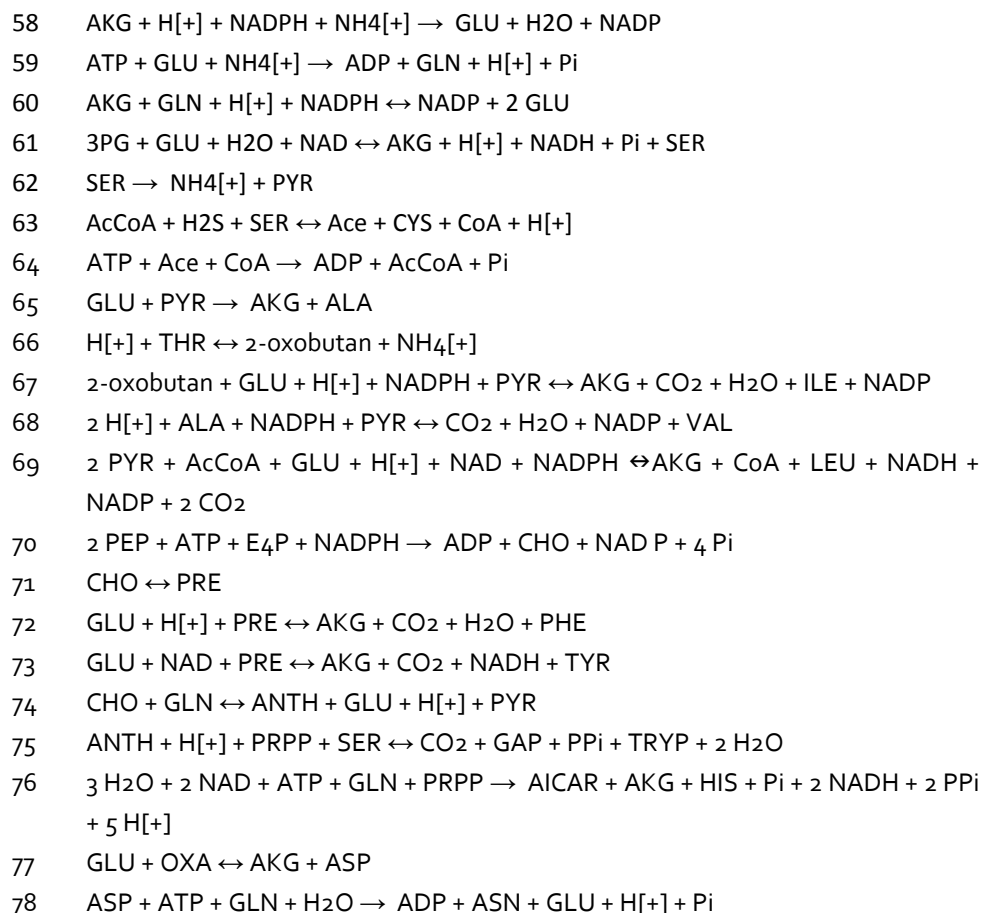 58 AKG + H[+] + NADPH + NH4[+] → GLU + H2O + NADP
59 ATP + GLU + NH4[+] → ADP + GLN + H[+] + Pi
60 AKG + GLN + H[+] + NADPH ↔ NADP + 2 GLU
61 3PG + GLU + H2O + NAD ↔ AKG + H[+] + NADH + Pi + SER
62 SER → NH4[+] + PYR
63 AcCoA + H2S + SER ↔ Ace + CYS + CoA + H[+]
64 ATP + Ace + CoA → ADP + AcCoA + Pi
65 GLU + PYR → AKG + ALA
66 H[+] + THR ↔ 2-oxobutan + NH4[+]
67 2-oxobutan + GLU + H[+] + NADPH + PYR ↔ AKG + CO2 + H2O + ILE + NADP
68 2 H[+] + ALA + NADPH + PYR ↔ CO2 + H2O + NADP + VAL
69 2 PYR + AcCoA + GLU + H[+] + NAD + NADPH ↔AKG + CoA + LEU + NADH +
NADP + 2 CO2
70 2 PEP + ATP + E4P + NADPH → ADP + CHO + NAD P + 4 Pi
71 CHO ↔ PRE
72 GLU + H[+] + PRE ↔ AKG + CO2 + H2O + PHE
73 GLU + NAD + PRE ↔ AKG + CO2 + NADH + TYR
74 CHO + GLN ↔ ANTH + GLU + H[+] + PYR
75 ANTH + H[+] + PRPP + SER ↔ CO2 + GAP + PPi + TRYP + 2 H2O
76 3 H2O + 2 NAD + ATP + GLN + PRPP → AICAR + AKG + HIS + Pi + 2 NADH + 2 PPi
+ 5 H[+]
77 GLU + OXA ↔ AKG + ASP
78 ASP + ATP + GLN + H2O → ADP + ASN + GLU + H[+] + Pi